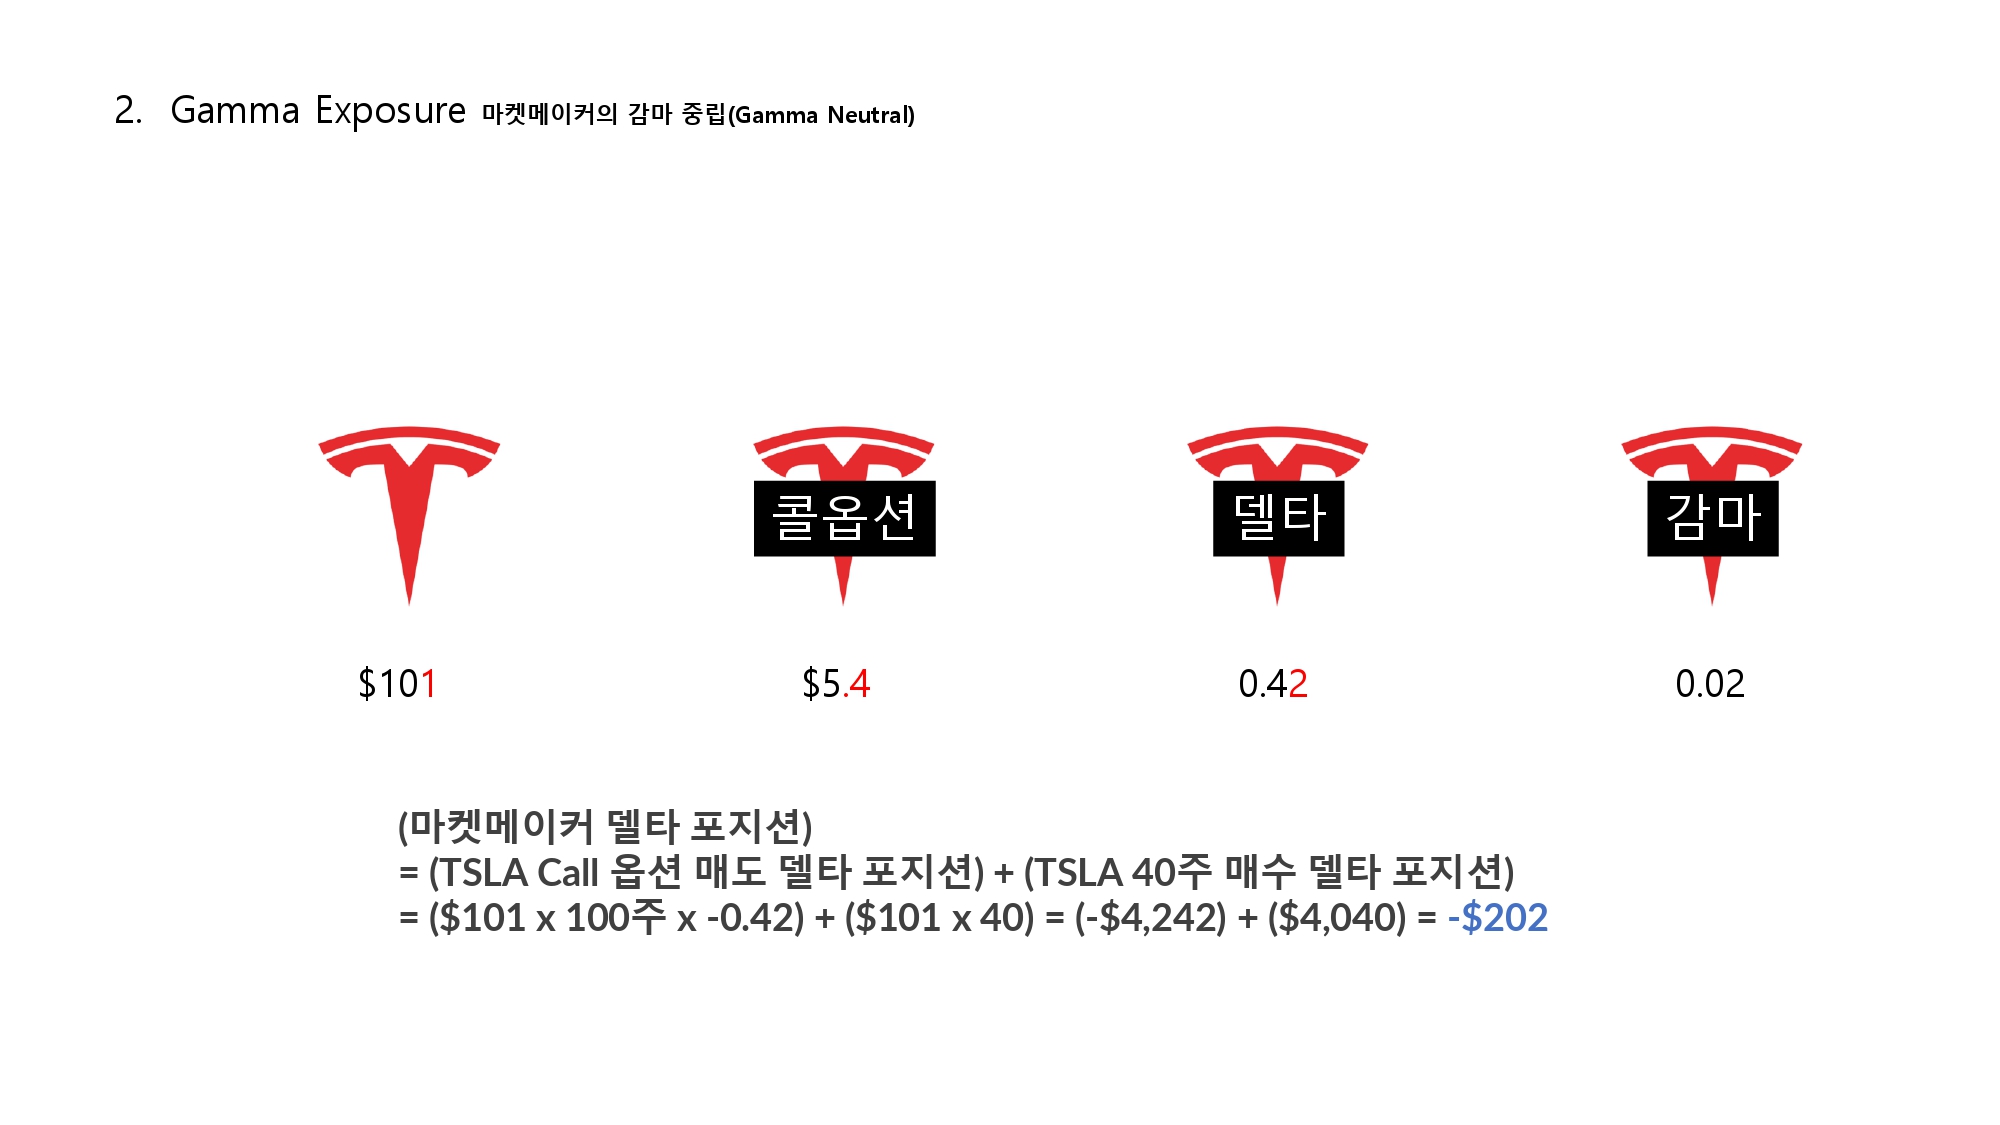 2. Gamma Exposure 마켓메이커의 감마 중립(Gamma Neutral)
콜옵션
델타
감마
$101
$5.4
0.42
0.02
(마켓메이커 델타 포지션)
= (TSLA Call 옵션 매도 델타 포지션) + (TSLA 40주 매수 델타 포지션)
= ($101 x 100주 x -0.42) + ($101 x 40) = (-$4,242) + ($4,040) = -$202